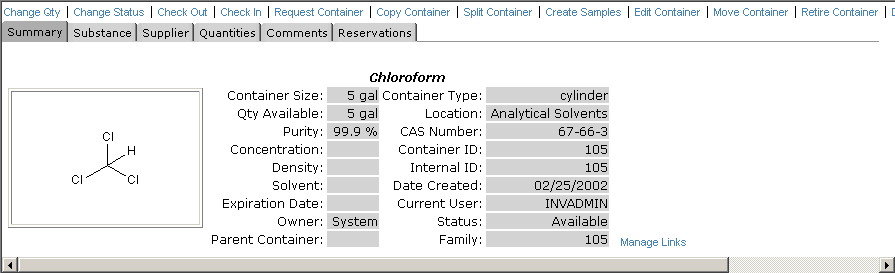 Change Qty | Change Status | Check Out | Check In | Request Container | Copy Container | Split Container | Create Samples | Edit Container | Move Container | Retire Container |
Summary Substance Supplier Quantities Comments Reservations
Chloroform
Container Size: 5 gal Container Type: cylinder
Qty Available: 5 gal Location: Analytical Solvents
Purity: 99.9 % CAS Number: 67-66-3
Concentration: Container ID: 105
Density: Internal ID: 105
Solvent: Date Created: 02/25/2002
Expiration Date: Current User: INVADMIN
Owner: System Status: Available
Parent Container: Family: 105 Manage Links
Cl
H
Cl Cl